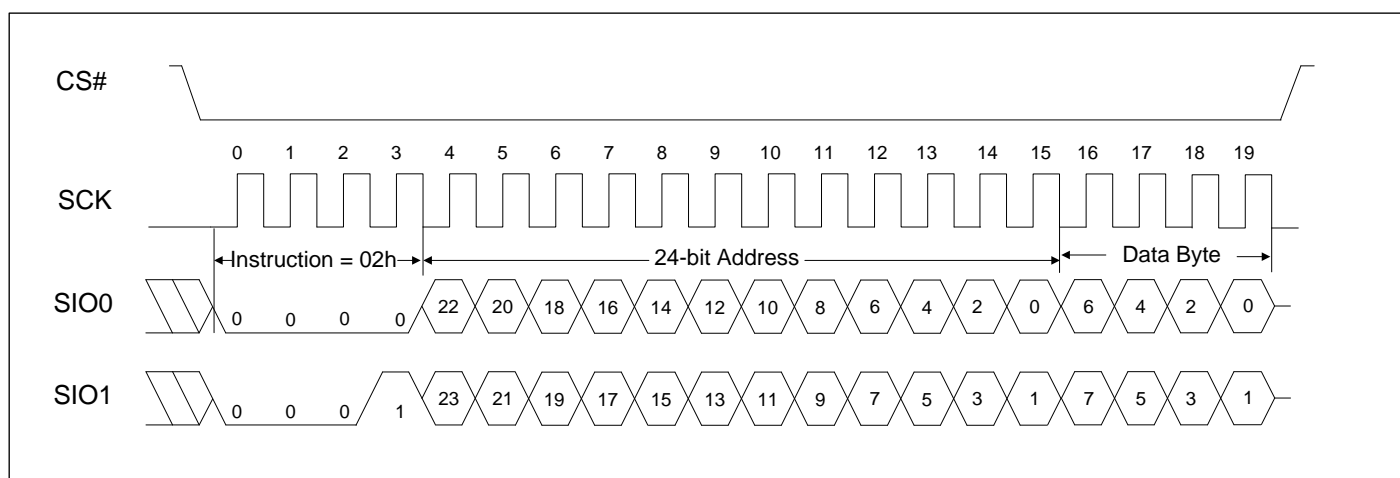 CS#
0 1 2 3 4 5 6 7 8 9 10 11 12 13 14 15 16 17 18 19
SCK
Instruction = 02h 24-bit Address Data Byte
SIO0 0 0 0 0 22 20 18 16 14 12 10 8 6 4 2 0 6 4 2 0
SIO1 0 0 0 1 23 21 19 17 15 13 11 9 7 5 3 1 7 5 3 1